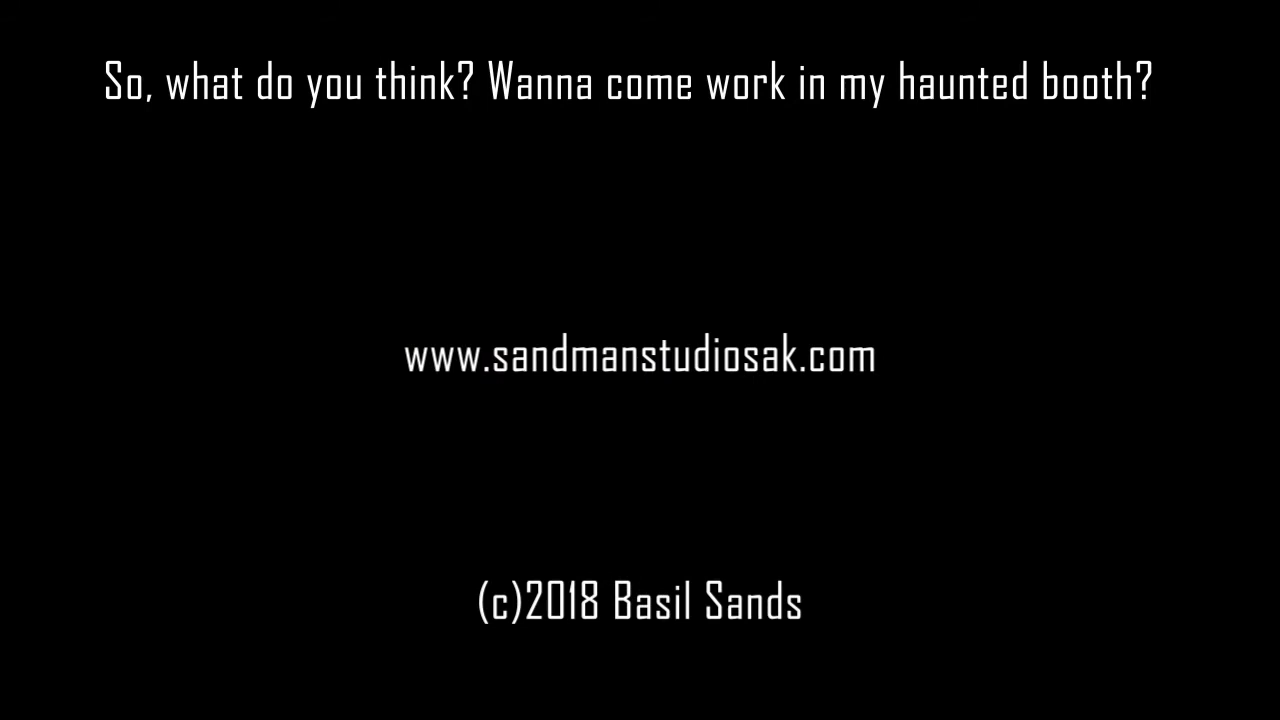 So, what do you think? Wanna come work in my haunted booth?
www.sandmanstudiosak.com
(c)2018 Basil Sands